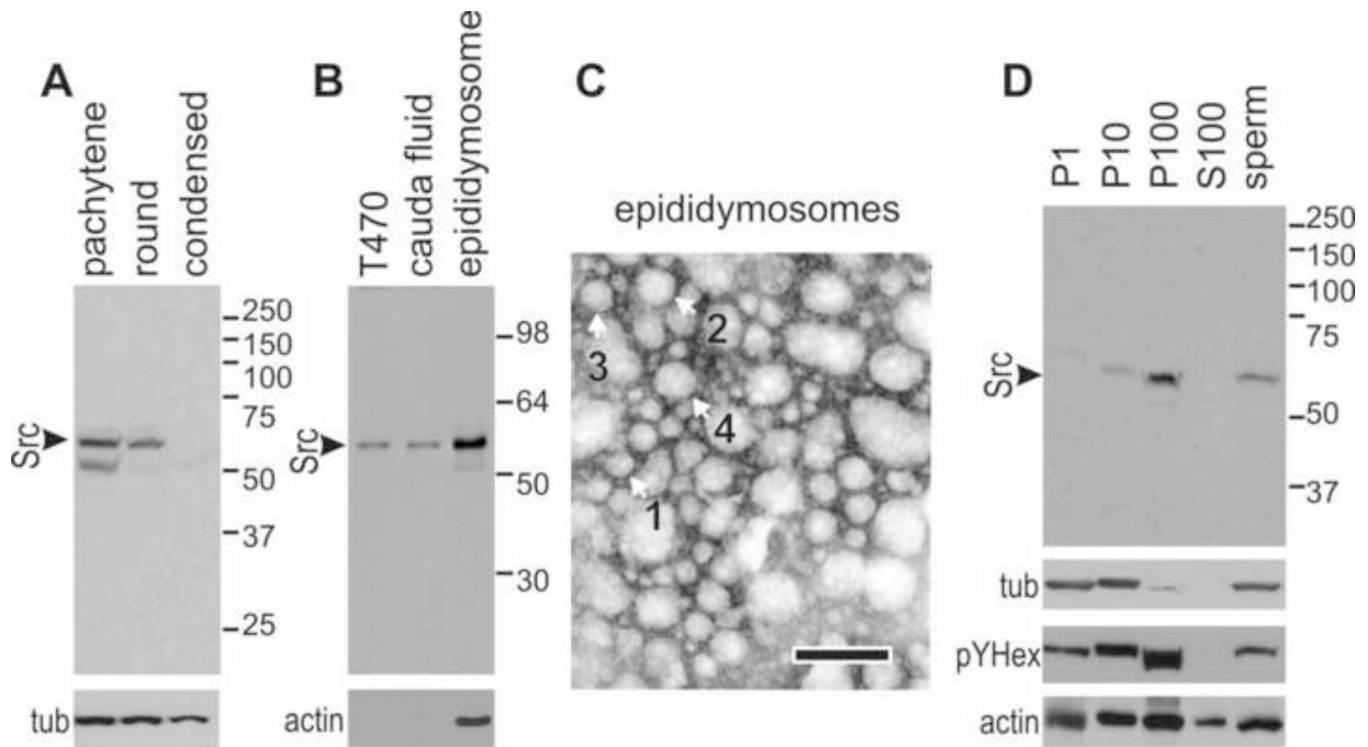 A
pachytene
round
condensed
Src
250
150
100
75
50
37
25
tub
B
T470
cauda fluid
epididymosome
Src
98
64
50
30
actin
C
epididymosomes
2
3
4
1
D
P1
P10
P100
S100
sperm
Src
250
150
100
75
50
37
tub
pYHex
actin